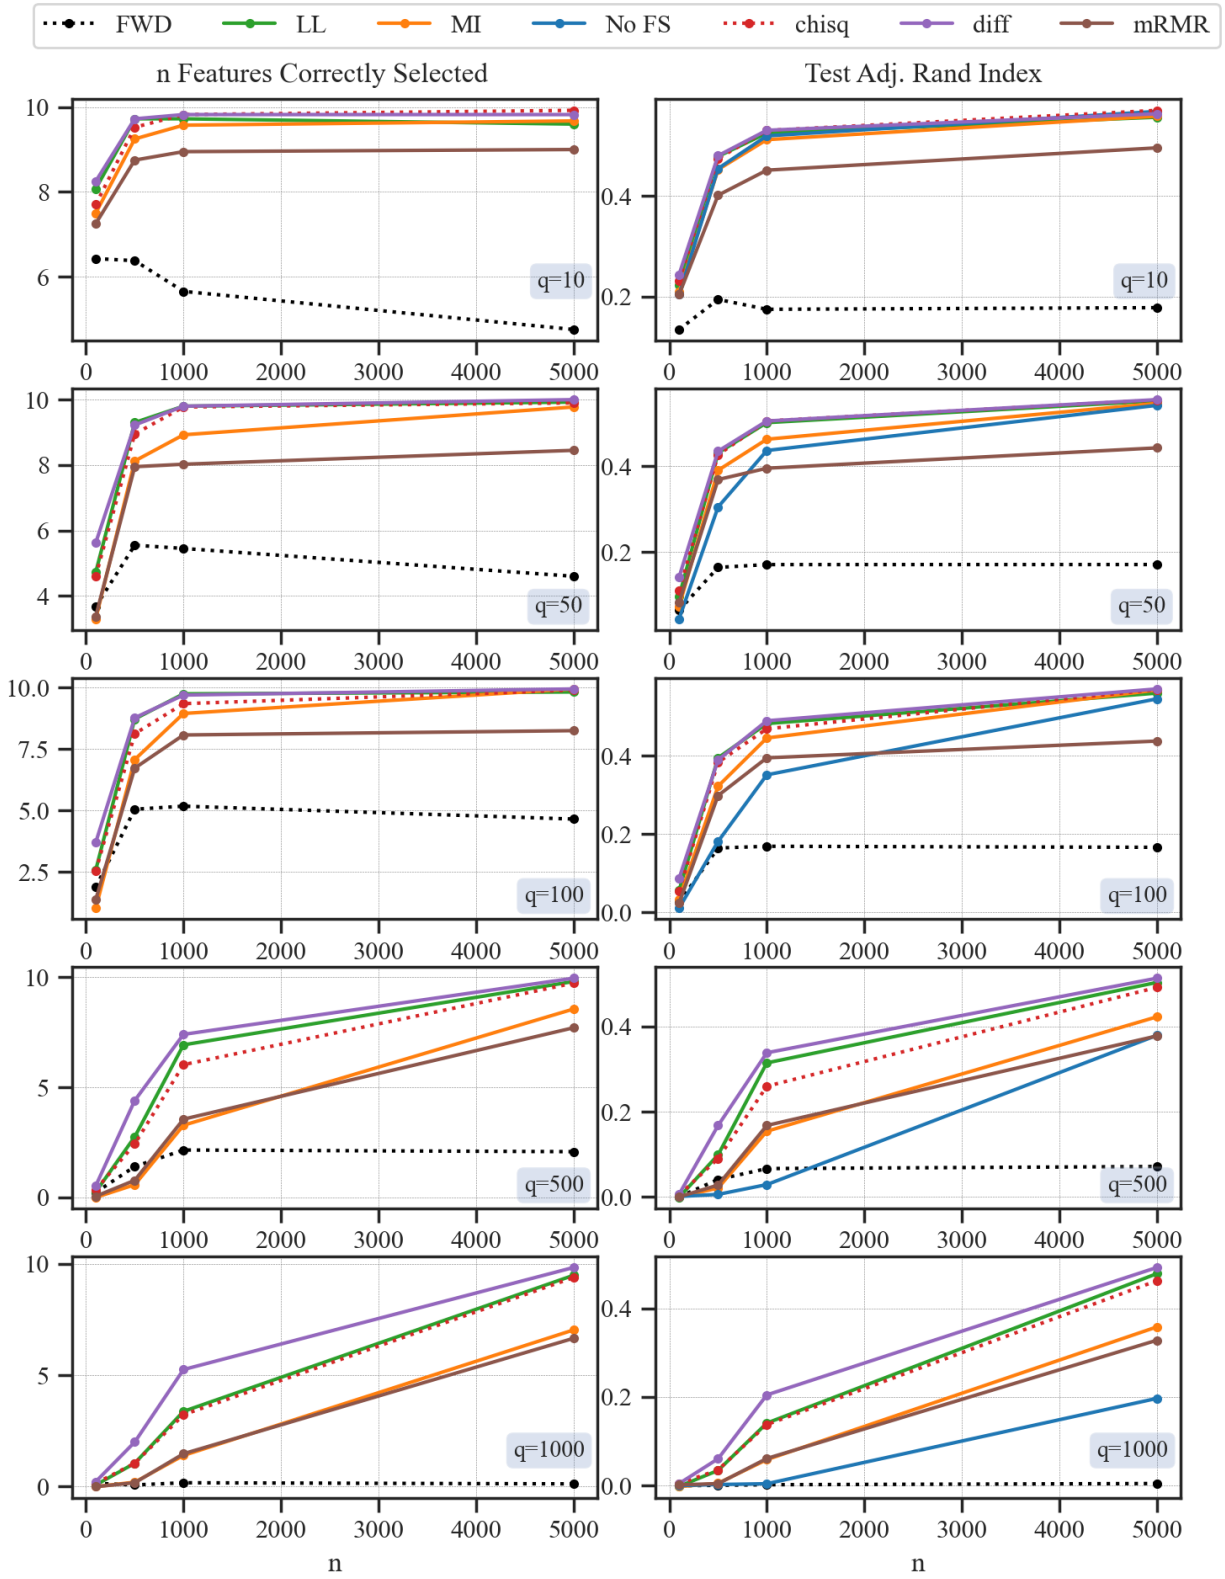 FWD LL MI No FS chisq diff mRMR
n Features Correctly Selected Test Adj. Rand Index
10
8
6
q=10
0 1000 2000 3000 4000 5000
0.4
0.2
q=10
0 1000 2000 3000 4000 5000
10
8
6
4
q=50
0 1000 2000 3000 4000 5000
0.4
0.2
q=50
0 1000 2000 3000 4000 5000
10.0
7.5
5.0
2.5
q=100
0 1000 2000 3000 4000 5000
0.4
0.2
0.0
q=100
0 1000 2000 3000 4000 5000
10
5
0
q=500
0 1000 2000 3000 4000 5000
0.4
0.2
0.0
q=500
0 1000 2000 3000 4000 5000
10
5
0
q=1000
0 1000 2000 3000 4000 5000
n
0.4
0.2
0.0
q=1000
0 1000 2000 3000 4000 5000
n